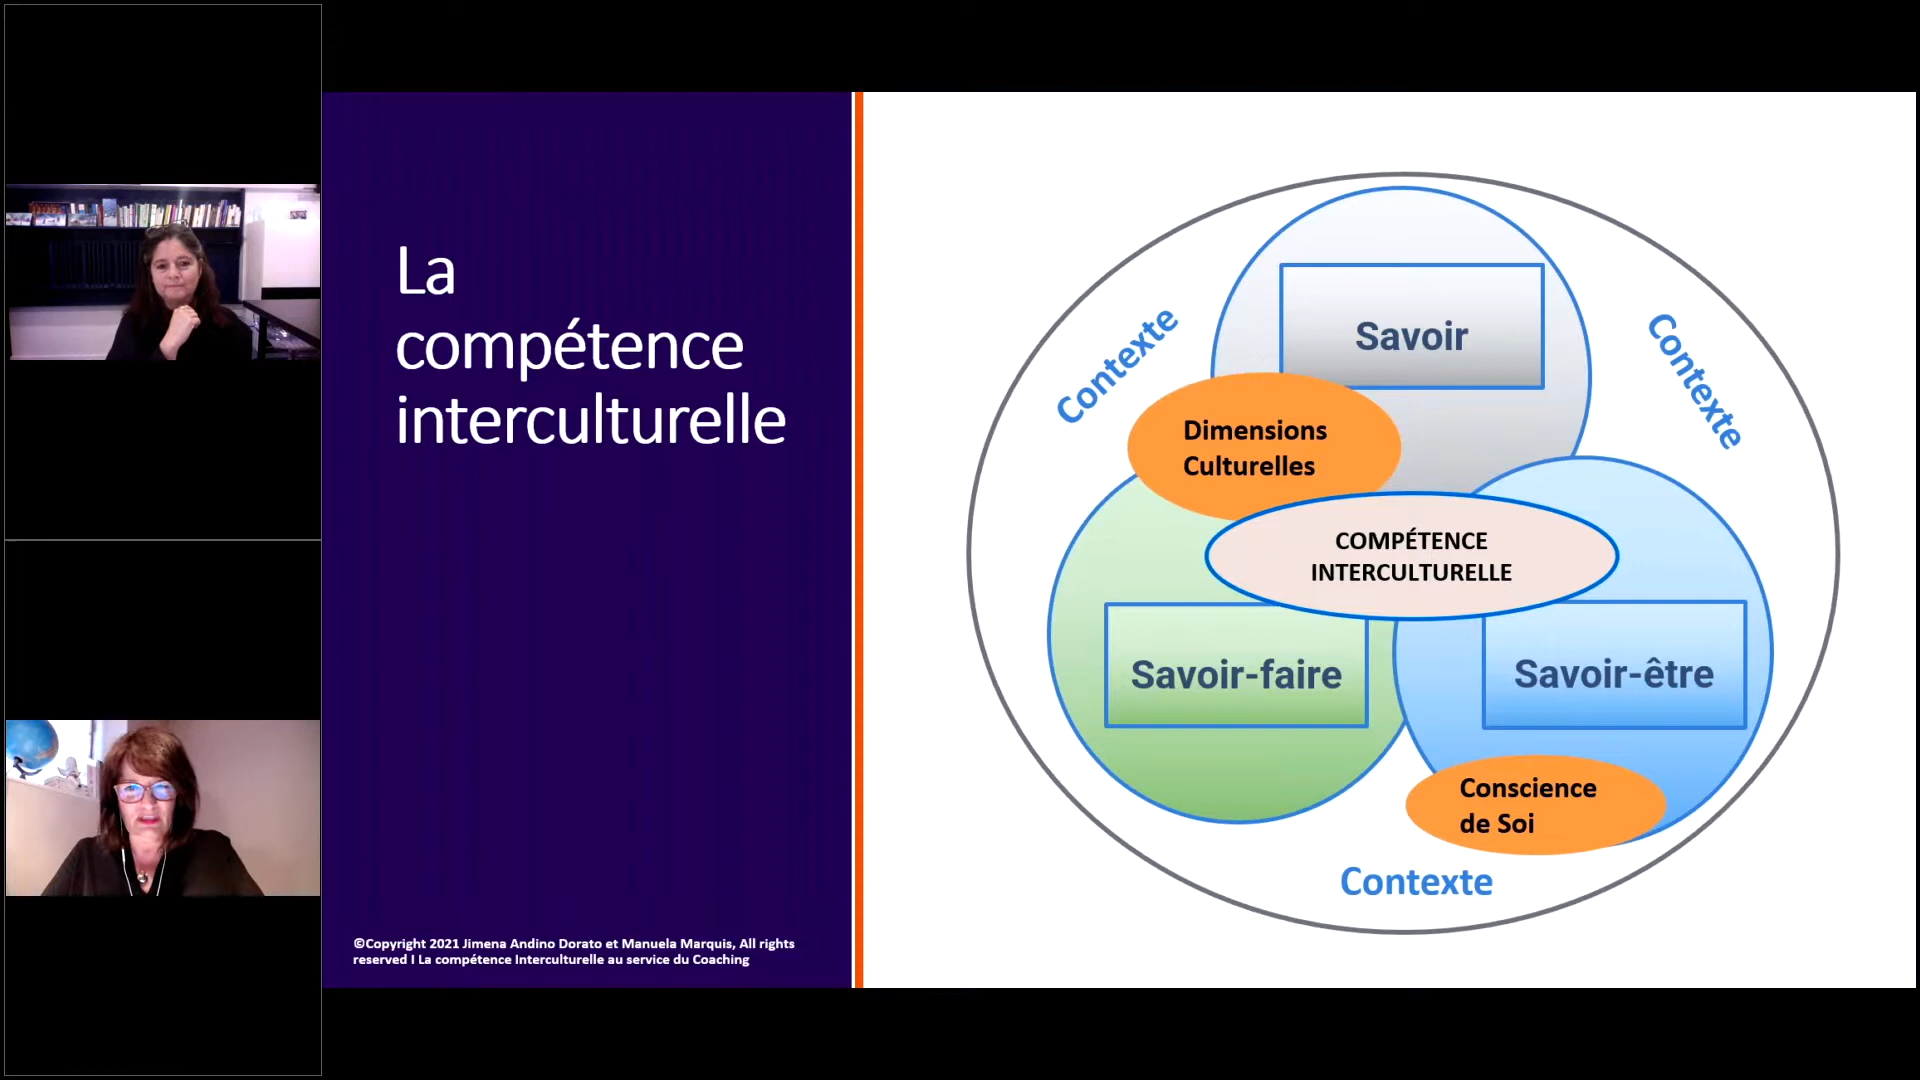 La
compétence
interculturelle
©Copyright 2021 Jimena Andino Dorato et Manuela Marquis, All rights
reserved I La compétence Interculturelle au service du Coaching
Contexte
Contexte
Savoir
Dimensions
Culturelles
COMPÉTENCE
INTERCULTURELLE
Savoir-faire
Savoir-être
Conscience
de Soi
Contexte